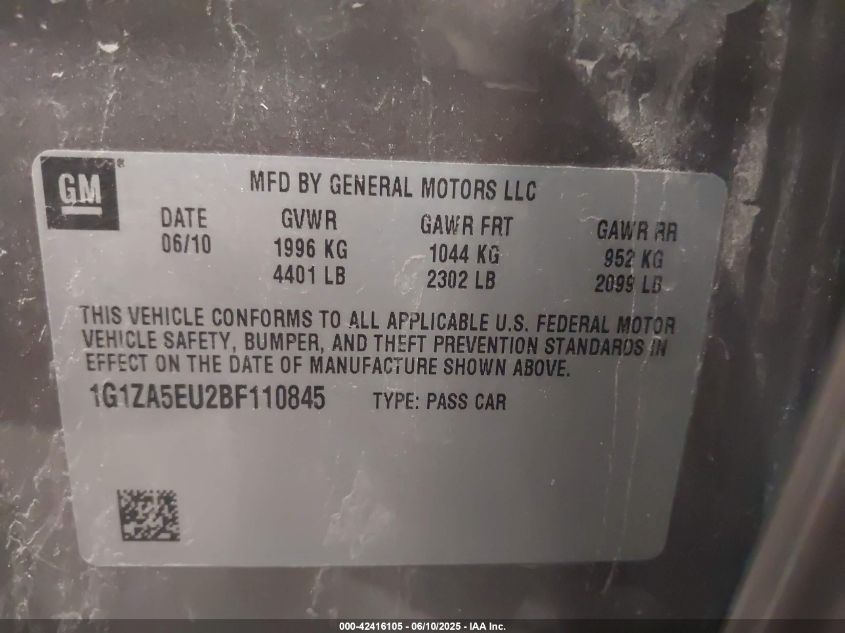 GM®
MFD BY GENERAL MOTORS LLC
DATE GVWR GAWR FRT GAWR RR
06/10 1996 KG 1044 KG 952 KG
4401 LB 2302 LB 2099 LB
THIS VEHICLE CONFORMS TO ALL APPLICABLE U.S. FEDERAL MOTOR
VEHICLE SAFETY, BUMPER, AND THEFT PREVENTION STANDARDS IN
EFFECT ON THE DATE OF MANUFACTURE SHOWN ABOVE.
1G1ZA5EU2BF110845 TYPE: PASS CAR
000-42416105 - 06/10/2025 - IAA Inc.